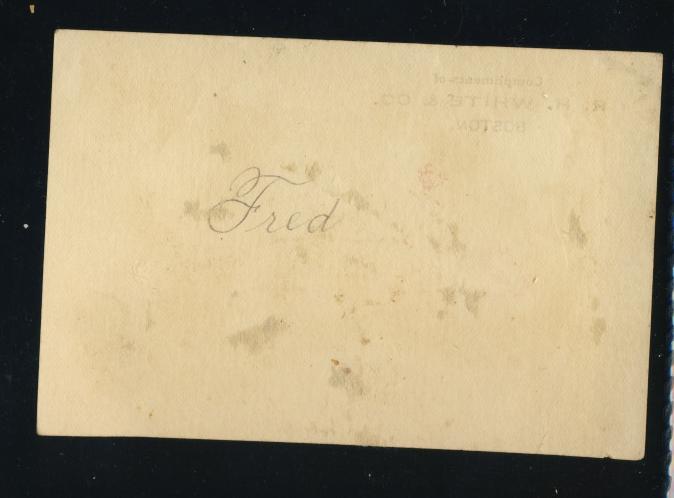 Compliments of
R. H. WHITE & CO.
BOSTON.
Fred